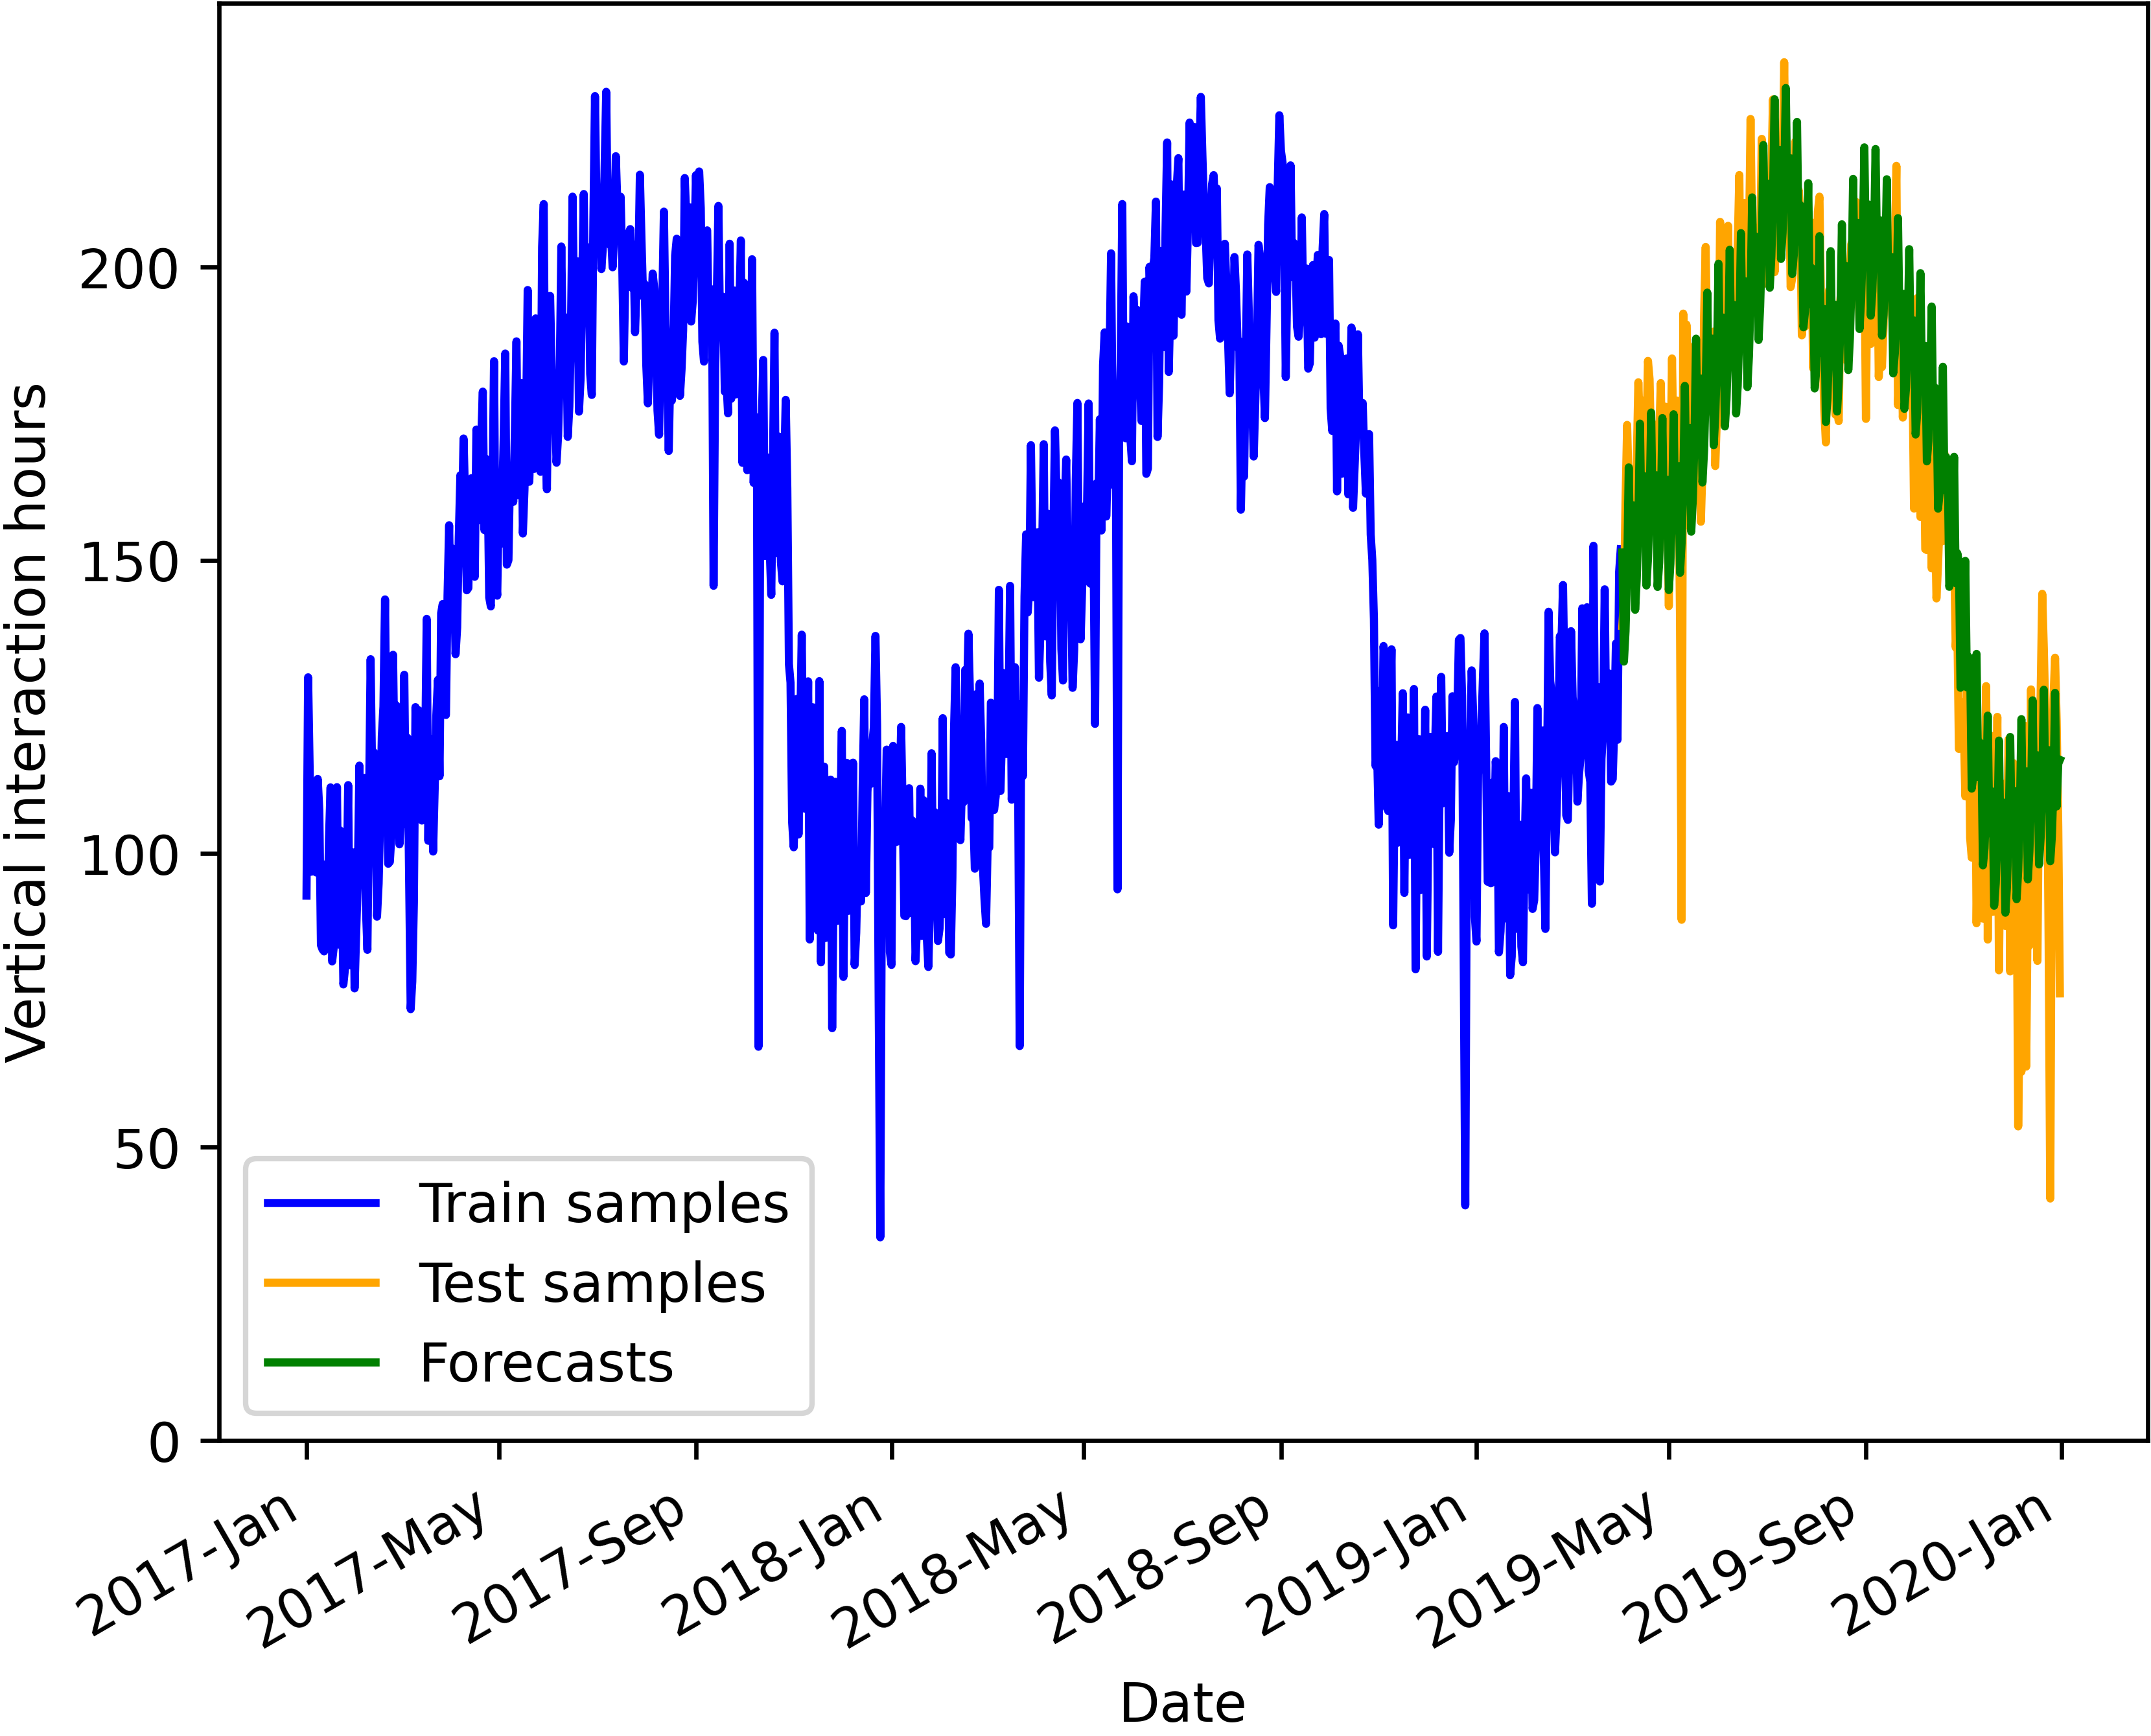 Vertical interaction hours
200
150
100
50
0
Train samples
Test samples
Forecasts
2017-Jan
2017-May
2017-Sep
2018-Jan
2018-May
2018-Sep
2019-Jan
2019-May
2019-Sep
2020-Jan
Date